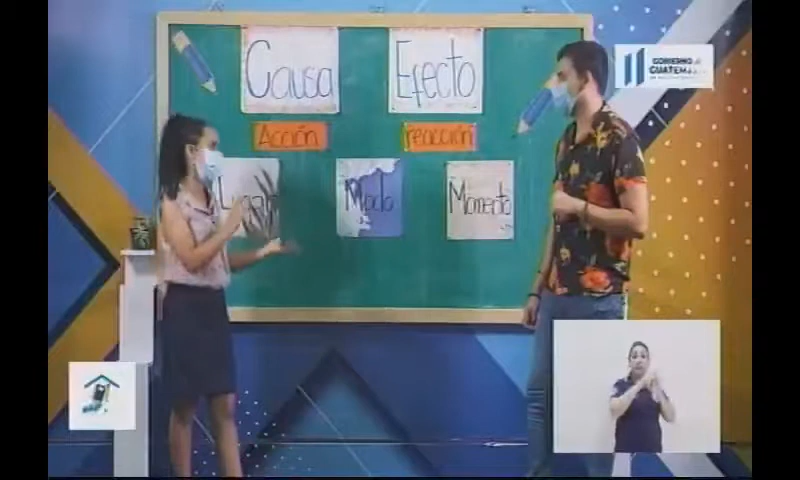 Causa
Efecto
Acción
reacción
Lugar
Modo
Momento
GOBIERNO de
GUATEMALA